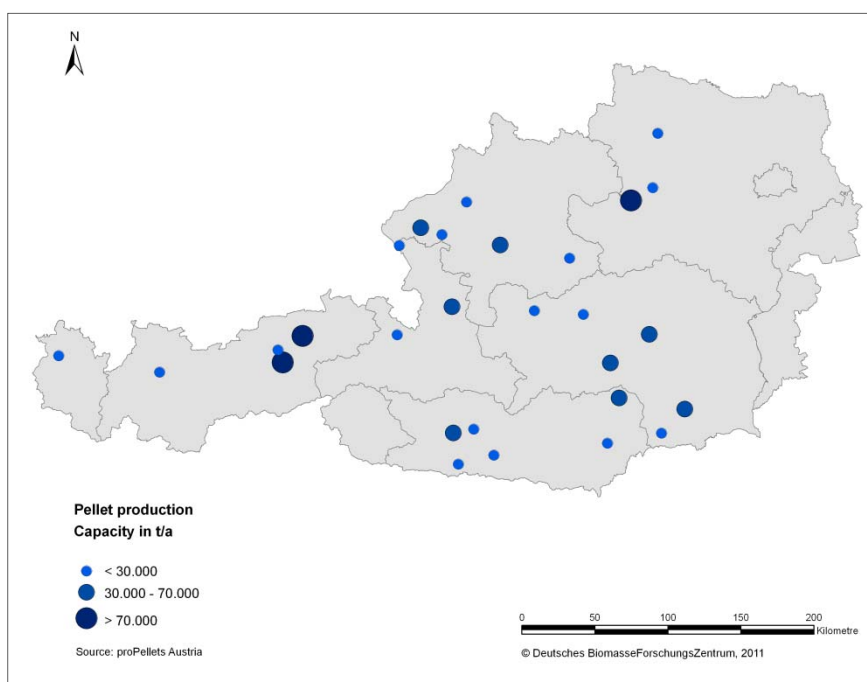 N
Pellet production
Capacity in t/a
< 30.000
30.000 - 70.000
> 70.000
Source: proPellets Austria
0 50 100 150 200
Kilometre
© Deutsches BiomasseForschungsZentrum, 2011